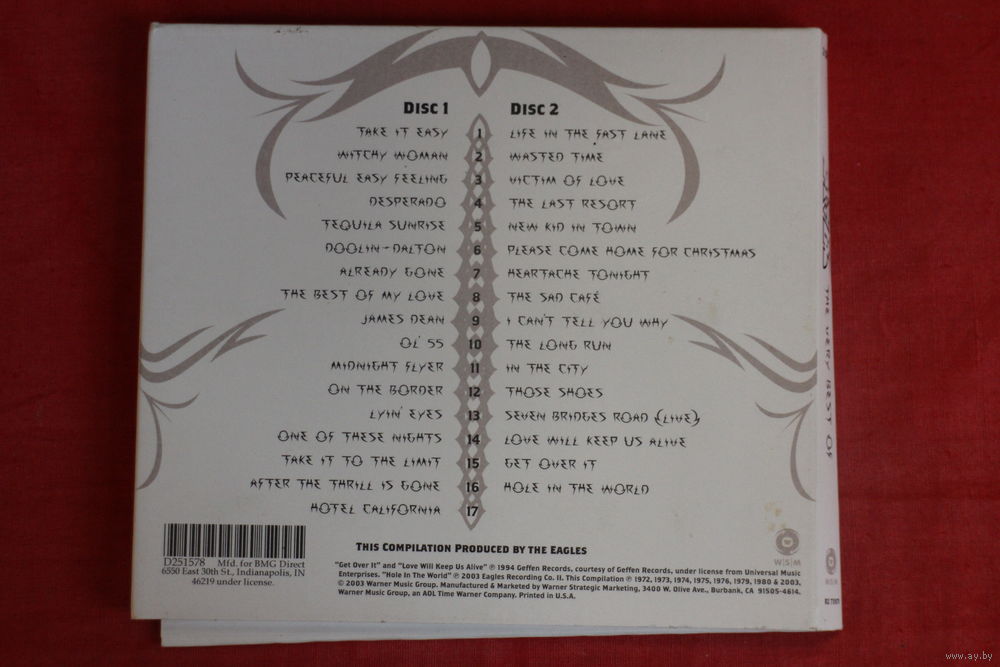 DISC 1
TAKE IT EASY
WITCHY WOMAN
PEACEFUL EASY FEELING
DESPERADO
TEQUILA SUNRISE
DOOLIN-DALTON
ALREADY GONE
THE BEST OF MY LOVE
JAMES DEAN
OL' 55
MIDNIGHT FLYER
ON THE BORDER
LYIN' EYES
ONE OF THESE NIGHTS
TAKE IT TO THE LIMIT
AFTER THE THRILL IS GONE
HOTEL CALIFORNIA
1
2
3
4
5
6
7
8
9
10
11
12
13
14
15
16
17
DISC 2
LIFE IN THE FAST LANE
WASTED TIME
VICTIM OF LOVE
THE LAST RESORT
NEW KID IN TOWN
PLEASE COME HOME FOR CHRISTMAS
HEARTACHE TONIGHT
THE SAD CAFÉ
I CAN'T TELL YOU WHY
THE LONG RUN
IN THE CITY
THOSE SHOES
SEVEN BRIDGES ROAD (LIVE)
LOVE WILL KEEP US ALIVE
GET OVER IT
HOLE IN THE WORLD
D251578 Mfd. for BMG Direct
6550 East 30th St., Indianapolis, IN
46219 under license.
THIS COMPILATION PRODUCED BY THE EAGLES
"Get Over It" and "Love Will Keep Us Alive" ℗ 1994 Geffen Records, courtesy of Geffen Records, under license from Universal Music
Enterprises. "Hole In The World" ℗ 2003 Eagles Recording Co. II. This Compilation ℗ 1972, 1973, 1974, 1975, 1976, 1979, 1980 & 2003,
© 2003 Warner Music Group. Manufactured & Marketed by Warner Strategic Marketing, 3400 W. Olive Ave., Burbank, CA 91505-4614.
Warner Music Group, an AOL Time Warner Company. Printed in U.S.A.
W|S|M
EAGLES THE VERY BEST OF
www.ay.by